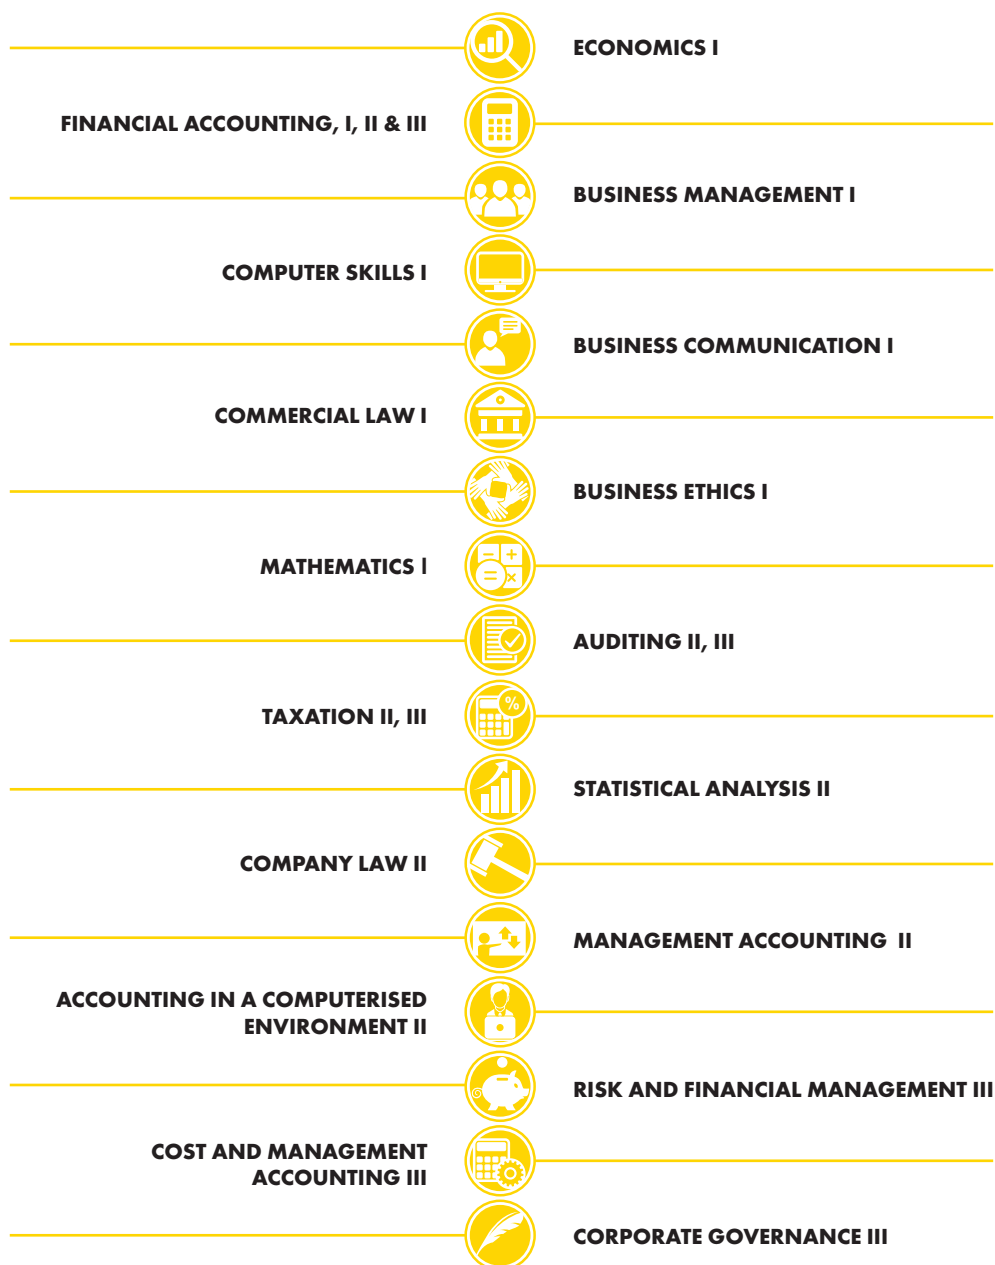 ECONOMICS I
FINANCIAL ACCOUNTING, I, II & III
BUSINESS MANAGEMENT I
COMPUTER SKILLS I
BUSINESS COMMUNICATION I
COMMERCIAL LAW I
BUSINESS ETHICS I
MATHEMATICS I
AUDITING II, III
%
TAXATION II, III
STATISTICAL ANALYSIS II
COMPANY LAW II
MANAGEMENT ACCOUNTING II
ACCOUNTING IN A COMPUTERISED
ENVIRONMENT II
RISK AND FINANCIAL MANAGEMENT III
COST AND MANAGEMENT
ACCOUNTING III
CORPORATE GOVERNANCE III